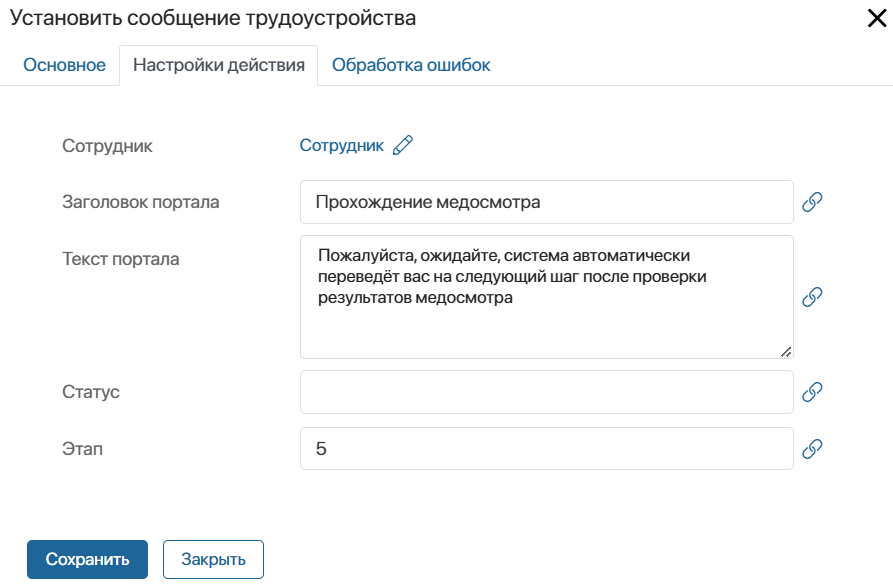 Установить сообщение трудоустройства
Основное Настройки действия Обработка ошибок
Сотрудник Сотрудник
Заголовок портала Прохождение медосмотра
Текст портала Пожалуйста, ожидайте, система автоматически
переведёт вас на следующий шаг после проверки
результатов медосмотра
Статус
Этап 5
Сохранить Закрыть